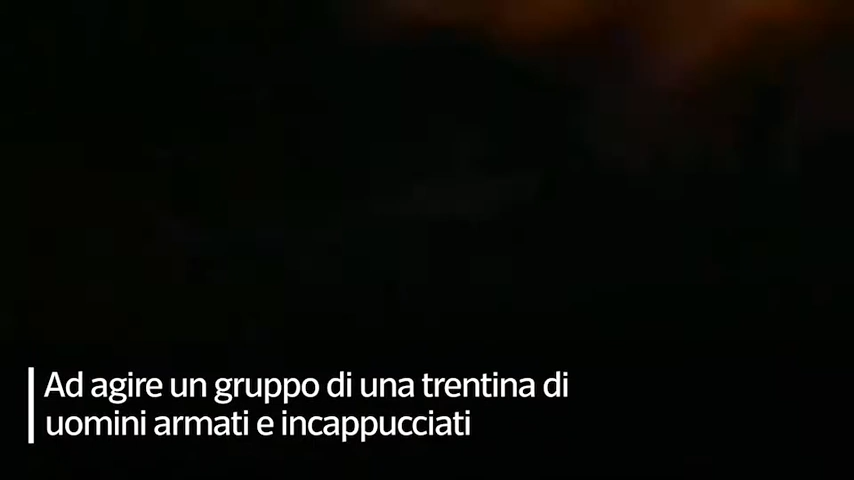 Ad agire un gruppo di una trentina di
uomini armati e incappucciati